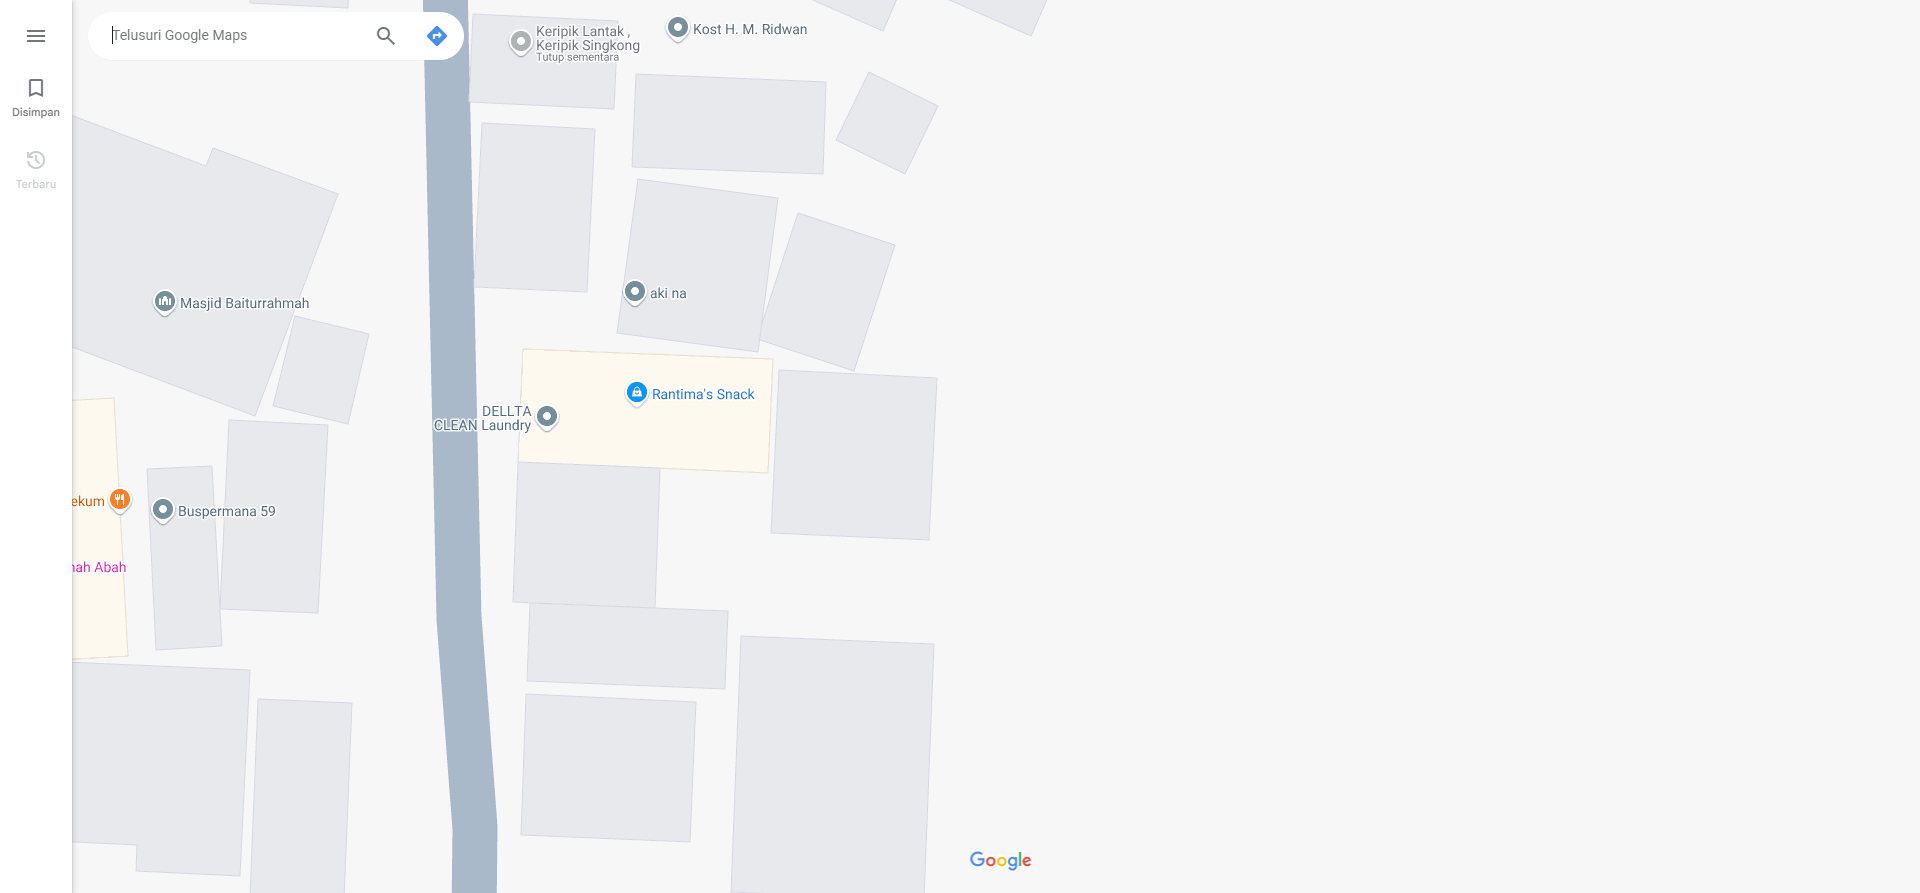 Telusuri Google Maps
Disimpan
Terbaru
Keripik Lantak ,
Keripik Singkong
Tutup sementara
Kost H. M. Ridwan
Masjid Baiturrahmah
aki na
Rantima's Snack
DELLTA
CLEAN Laundry
ekum
Buspermana 59
nah Abah
Google